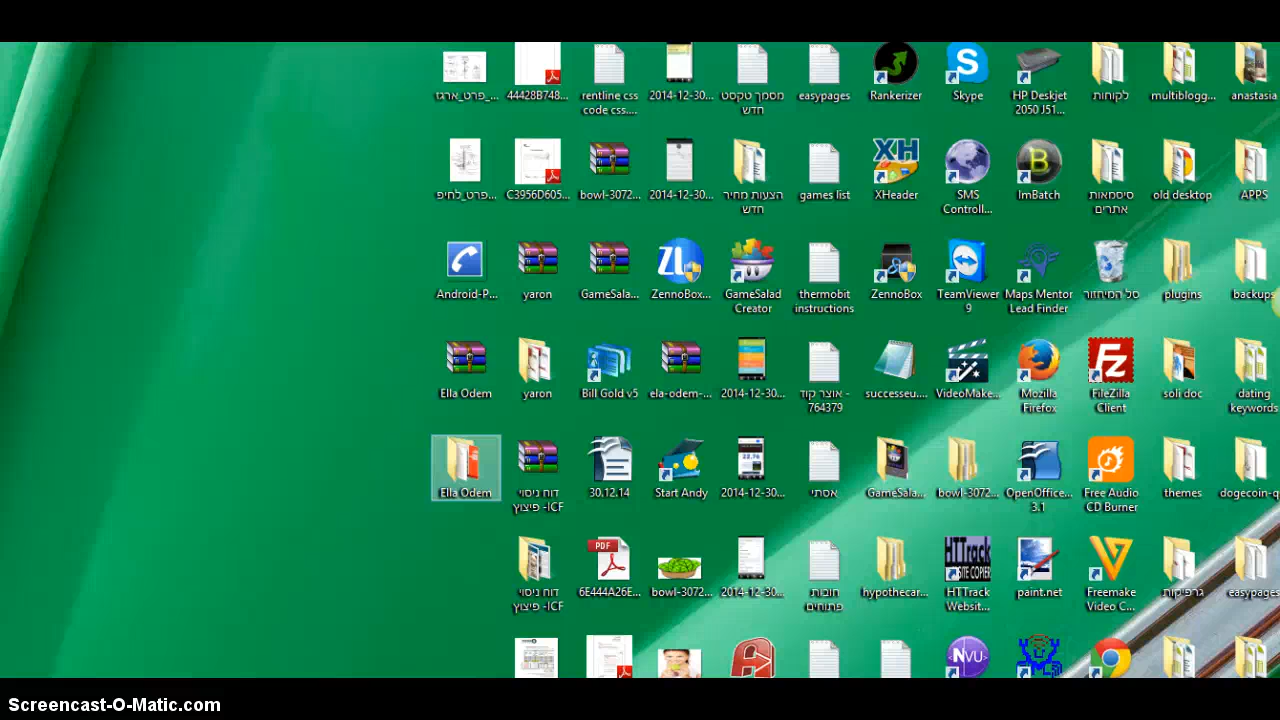 פרט_ארגז_...
44428B748...
rentline css
code css....
2014-12-30...
מסמך טקסט
חדש
easypages
Rankerizer
Skype
HP Deskjet
2050 J51...
לקוחות
multiblogg...
anastasia
פרט_לחיפ...
C3956D605...
bowl-3072...
2014-12-30...
הצעות מחיר
חדש
games list
XH
XHeader
SMS
Controll...
ImBatch
סיסמאות
אתרים
old desktop
APPS
Android-P...
yaron
GameSala...
ZL
ZennoBox...
GameSalad
Creator
thermobit
instructions
ZennoBox
TeamViewer
9
Maps Mentor
Lead Finder
סל המיחזור
plugins
backups
Ella Odem
yaron
Bill Gold v5
ela-odem-...
2014-12-30...
אוצר קוד -
764379
successeu....
VideoMake...
Mozilla
Firefox
FileZilla
Client
soli doc
dating
keywords
Ella Odem
דוח ניסוי
פיצוץ -ICF
30.12.14
Start Andy
2014-12-30...
אסתי
GameSala...
bowl-3072...
OpenOffice...
3.1
Free Audio
CD Burner
themes
dogecoin-q
דוח ניסוי
פיצוץ -ICF
PDF
6E444A26E...
bowl-3072...
2014-12-30...
חובות
פתוחים
hypothecar...
HTTrack
SITE COPIER
HTTrack
Websit...
paint.net
Freemake
Video C...
גרפיקות
easypages
Screencast-O-Matic.com